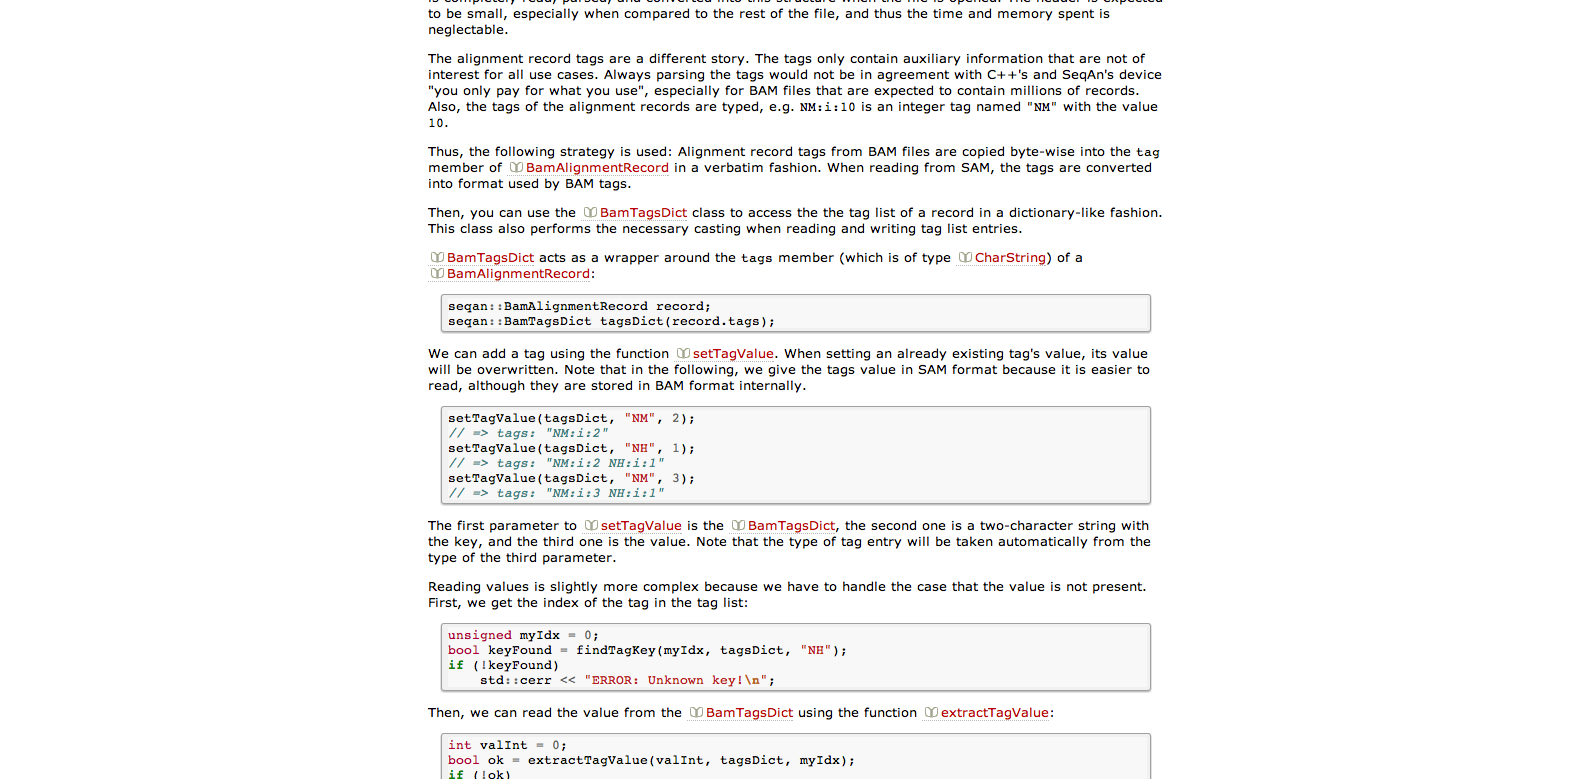 to be small, especially when compared to the rest of the file, and thus the time and memory spent is
neglectable.
The alignment record tags are a different story. The tags only contain auxiliary information that are not of
interest for all use cases. Always parsing the tags would not be in agreement with C++'s and SeqAn's device
"you only pay for what you use", especially for BAM files that are expected to contain millions of records.
Also, the tags of the alignment records are typed, e.g. NM:i:10 is an integer tag named "NM" with the value
10.
Thus, the following strategy is used: Alignment record tags from BAM files are copied byte-wise into the tag
member of BamAlignmentRecord in a verbatim fashion. When reading from SAM, the tags are converted
into format used by BAM tags.
Then, you can use the BamTagsDict class to access the the tag list of a record in a dictionary-like fashion.
This class also performs the necessary casting when reading and writing tag list entries.
BamTagsDict acts as a wrapper around the tags member (which is of type CharString) of a
BamAlignmentRecord:
seqan::BamAlignmentRecord record;
seqan::BamTagsDict tagsDict(record.tags);
We can add a tag using the function setTagValue. When setting an already existing tag's value, its value
will be overwritten. Note that in the following, we give the tags value in SAM format because it is easier to
read, although they are stored in BAM format internally.
setTagValue(tagsDict, "NM", 2);
// => tags: "NM:i:2"
setTagValue(tagsDict, "NH", 1);
// => tags: "NM:i:2 NH:i:1"
setTagValue(tagsDict, "NM", 3);
// => tags: "NM:i:3 NH:i:1"
The first parameter to setTagValue is the BamTagsDict, the second one is a two-character string with
the key, and the third one is the value. Note that the type of tag entry will be taken automatically from the
type of the third parameter.
Reading values is slightly more complex because we have to handle the case that the value is not present.
First, we get the index of the tag in the tag list:
unsigned myIdx = 0;
bool keyFound = findTagKey(myIdx, tagsDict, "NH");
if (!keyFound)
    std::cerr << "ERROR: Unknown key!\n";
Then, we can read the value from the BamTagsDict using the function extractTagValue:
int valInt = 0;
bool ok = extractTagValue(valInt, tagsDict, myIdx);
if (!ok)